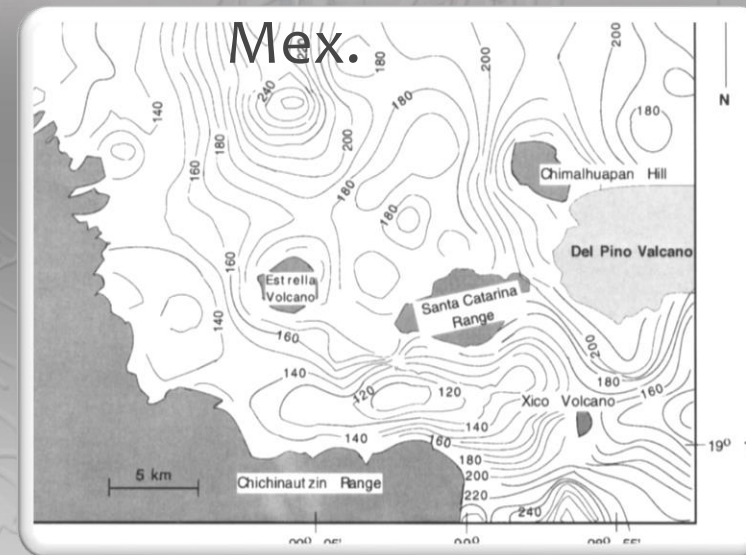 Mex.
220
240
180
200
200
180
140
180
N
200
180
160
Chimalhuapan Hill
180
180
Del Pino Valcano
160
Estrella
Volcano
Santa Catarina
Range
140
160
200
140
180
120
120
160
Xico Volcano
140
140
160
19°
180
5 km
200
Chichinautzin Range
220
240